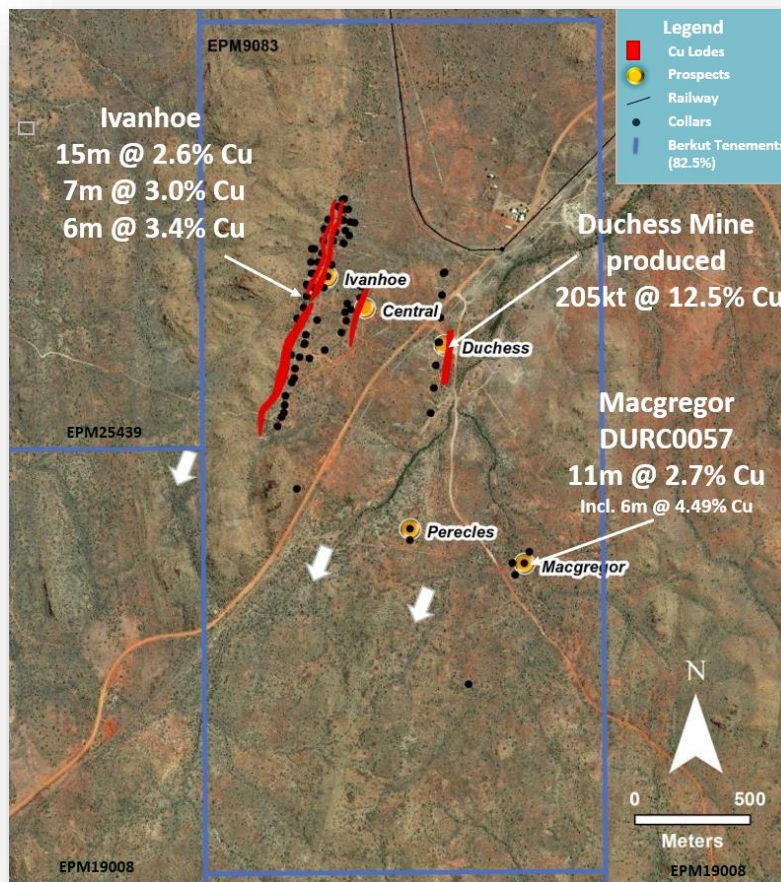 EPM9083
Legend
Cu Lodes
Prospects
Railway
Collars
Berkut Tenements
(82.5%)
Ivanhoe
15m @ 2.6% Cu
7m @ 3.0% Cu
6m @ 3.4% Cu
Duchess Mine
produced
205kt @ 12.5% Cu
Ivanhoe
Central
Duchess
Macgregor
DURC0057
11m @ 2.7% Cu
Incl. 6m @ 4.49% Cu
EPM25439
Perecles
Macgregor
N
0 500
Meters
EPM19008
EPM19008